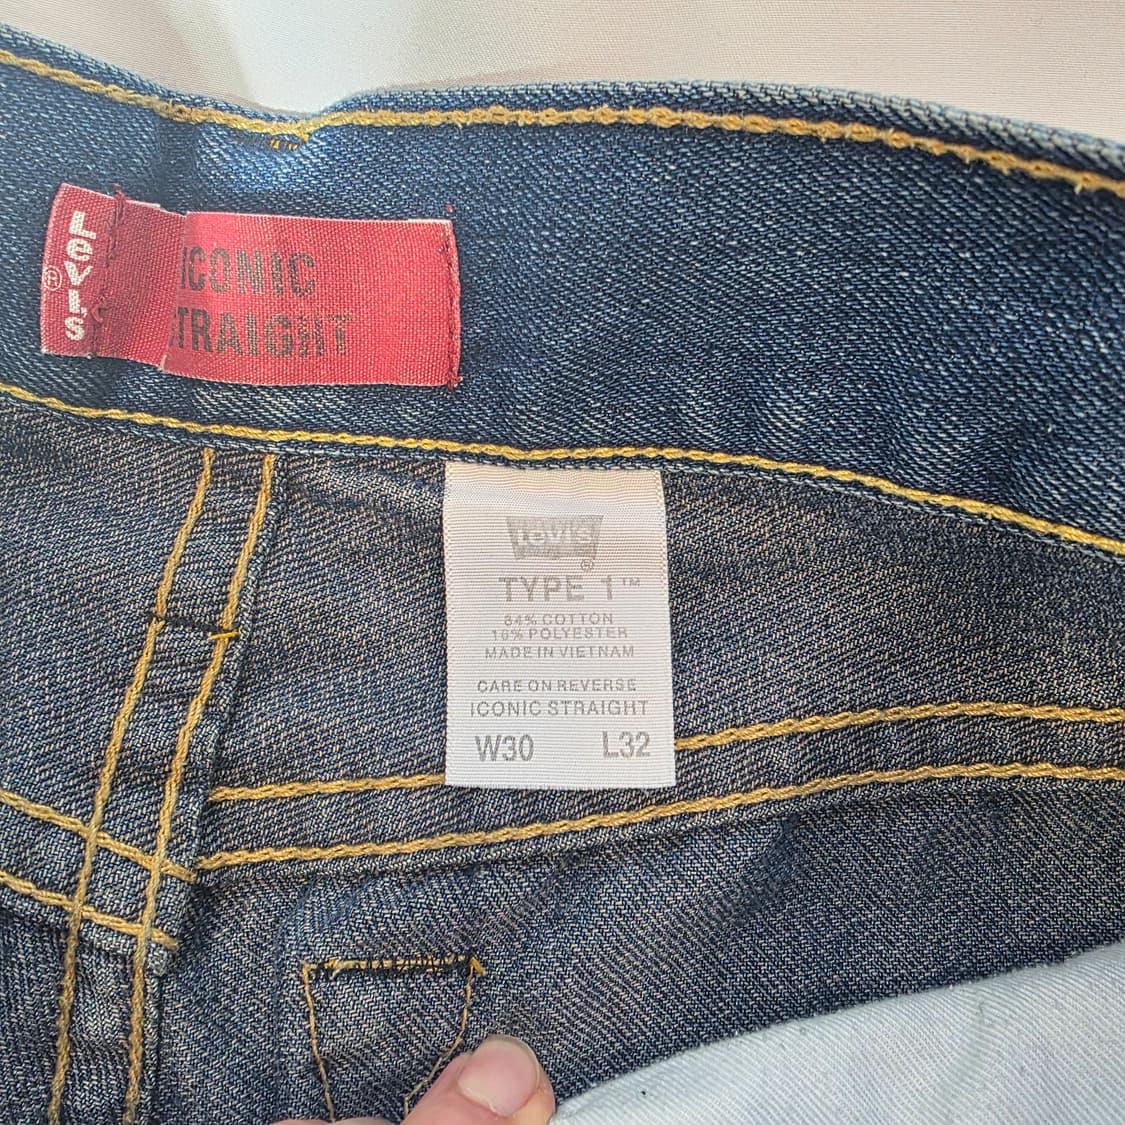 Levi's ®
ICONIC
TRAIGHT
Levi's
®
TYPE 1™
84% COTTON
16% POLYESTER
MADE IN VIETNAM
CARE ON REVERSE
ICONIC STRAIGHT
W30 L32